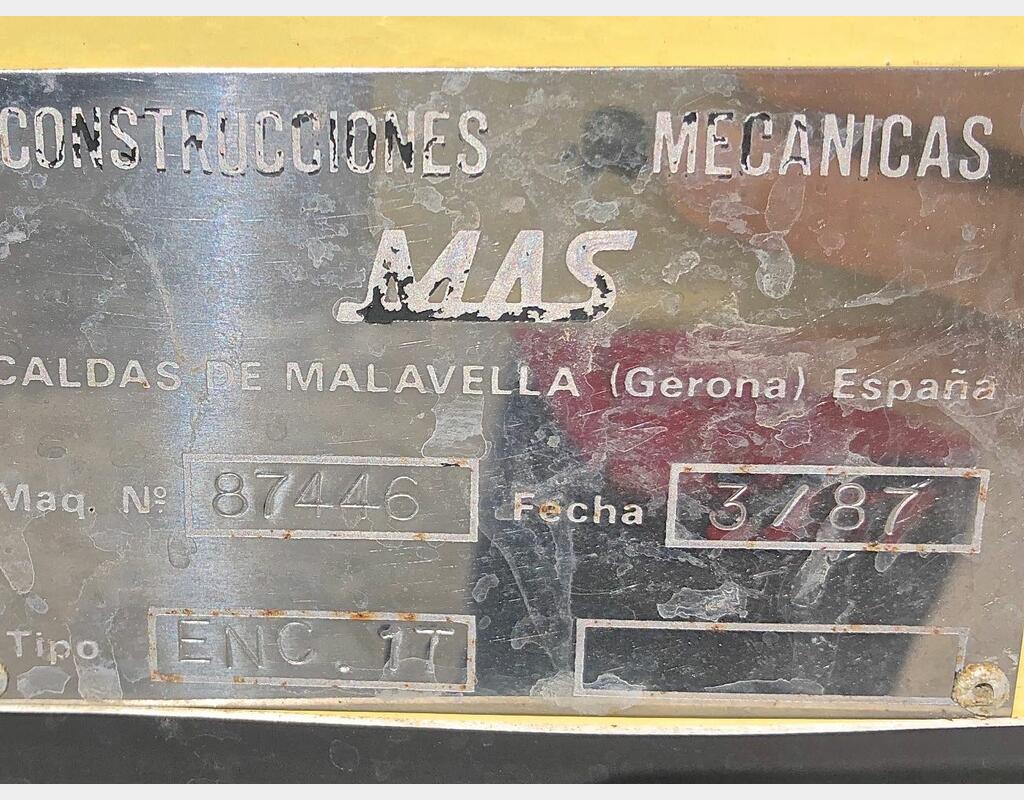 CONSTRUCCIONES MECANICAS
MAS
CALDAS DE MALAVELLA (Gerona) España
Maq. Nº 87446 Fecha 3/87
Tipo ENC. 1T